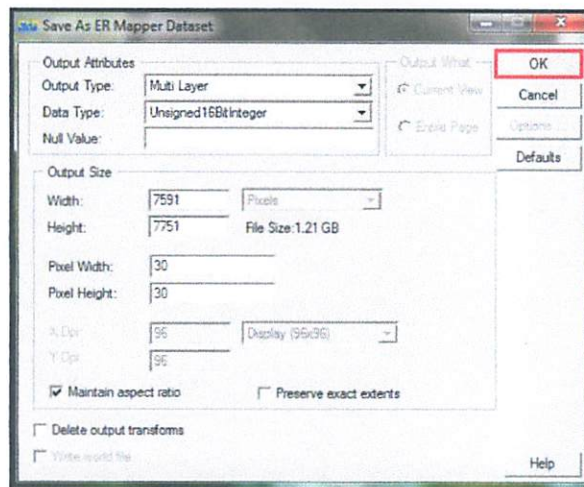 Save As ER Mapper Dataset
Output Attributes
Output Type: Multi Layer
Data Type: Unsigned16BitInteger
Null Value:
Output What
Current View
Entire Page
OK
Cancel
Options...
Defaults
Output Size
Width: 7591 Pixels
Height: 7751 File Size:1.21 GB
Pixel Width: 30
Pixel Height: 30
X Dpi: 96 Display (96x96)
Y Dpi: 96
Maintain aspect ratio Preserve exact extents
Delete output transforms
Write world file
Help